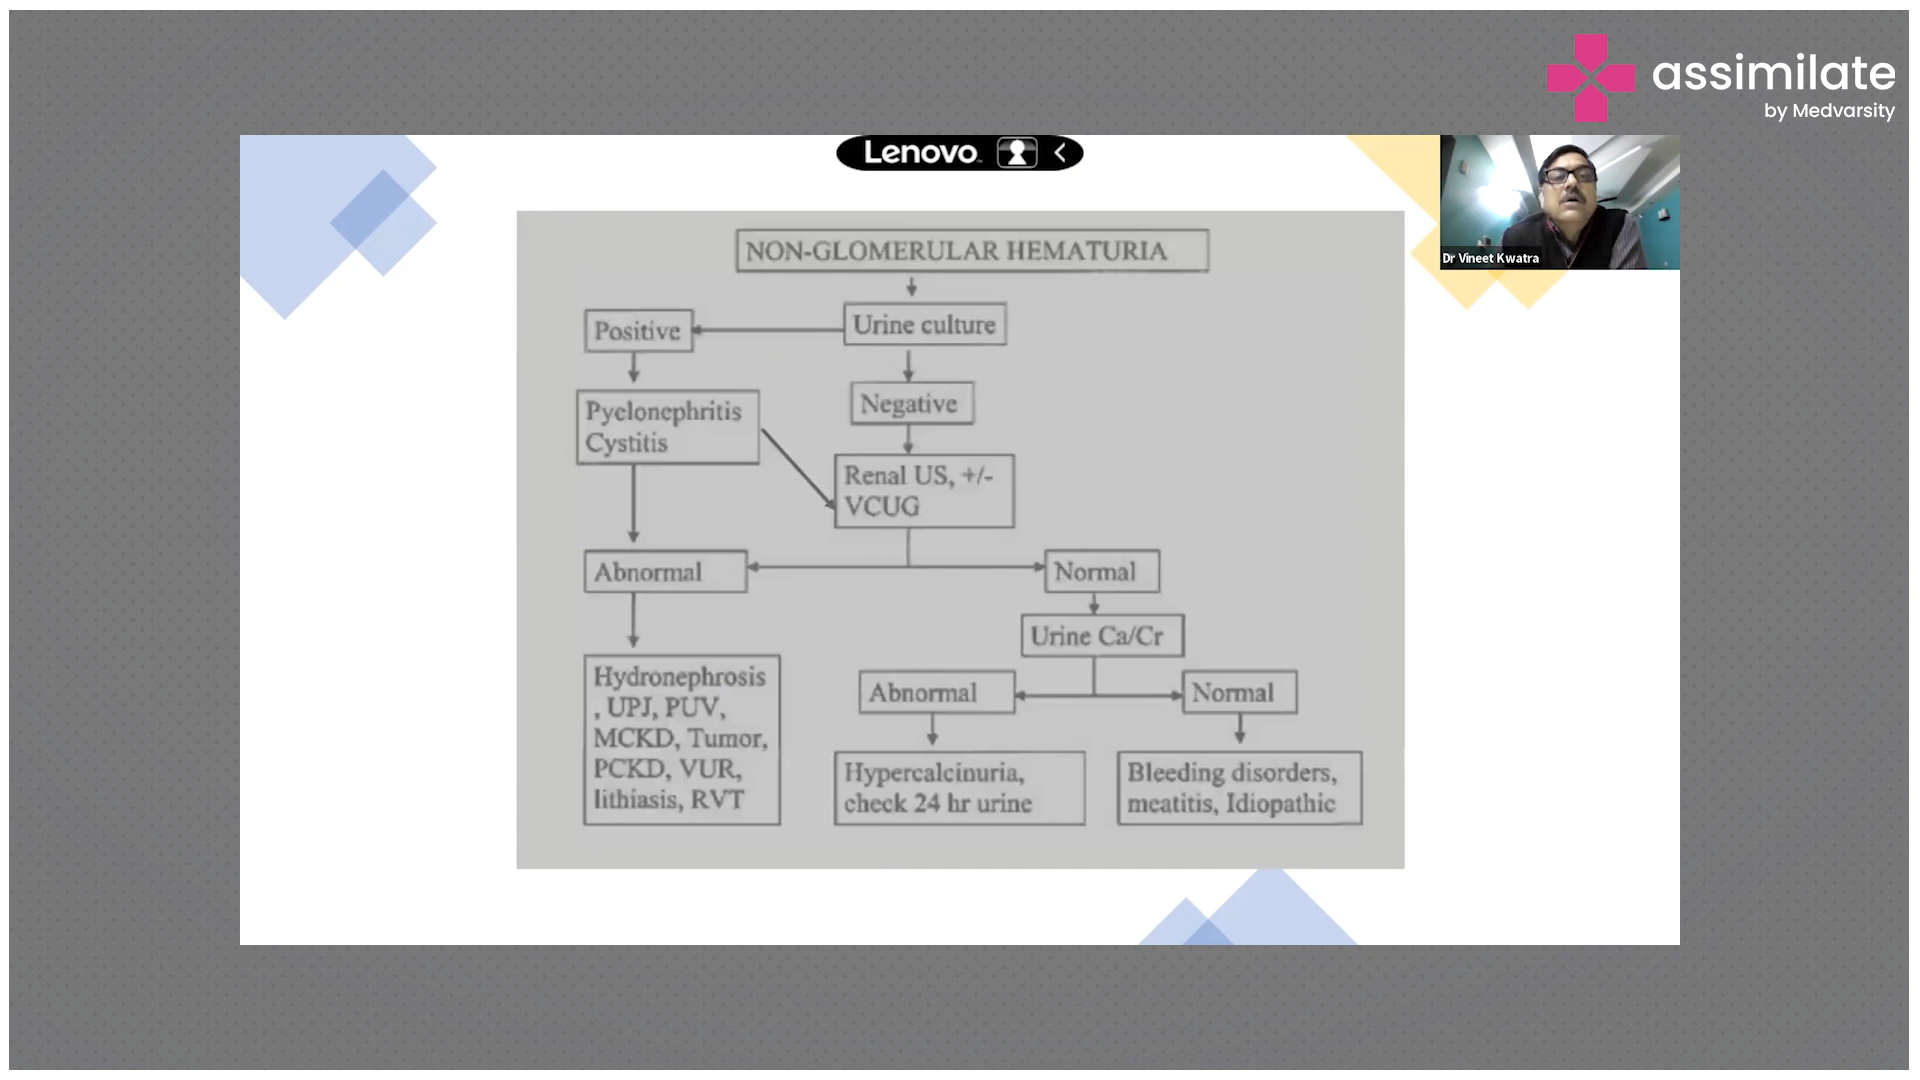 assimilate
by Medvarsity
Lenovo
Dr Vineet Kwatra
NON-GLOMERULAR HEMATURIA
Positive
Urine culture
Pyelonephritis
Cystitis
Negative
Renal US, +/-
VCUG
Abnormal
Normal
Urine Ca/Cr
Hydronephrosis
, UPJ, PUV,
MCKD, Tumor,
PCKD, VUR,
lithiasis, RVT
Abnormal
Normal
Hypercalcinuria,
check 24 hr urine
Bleeding disorders,
meatitis, Idiopathic